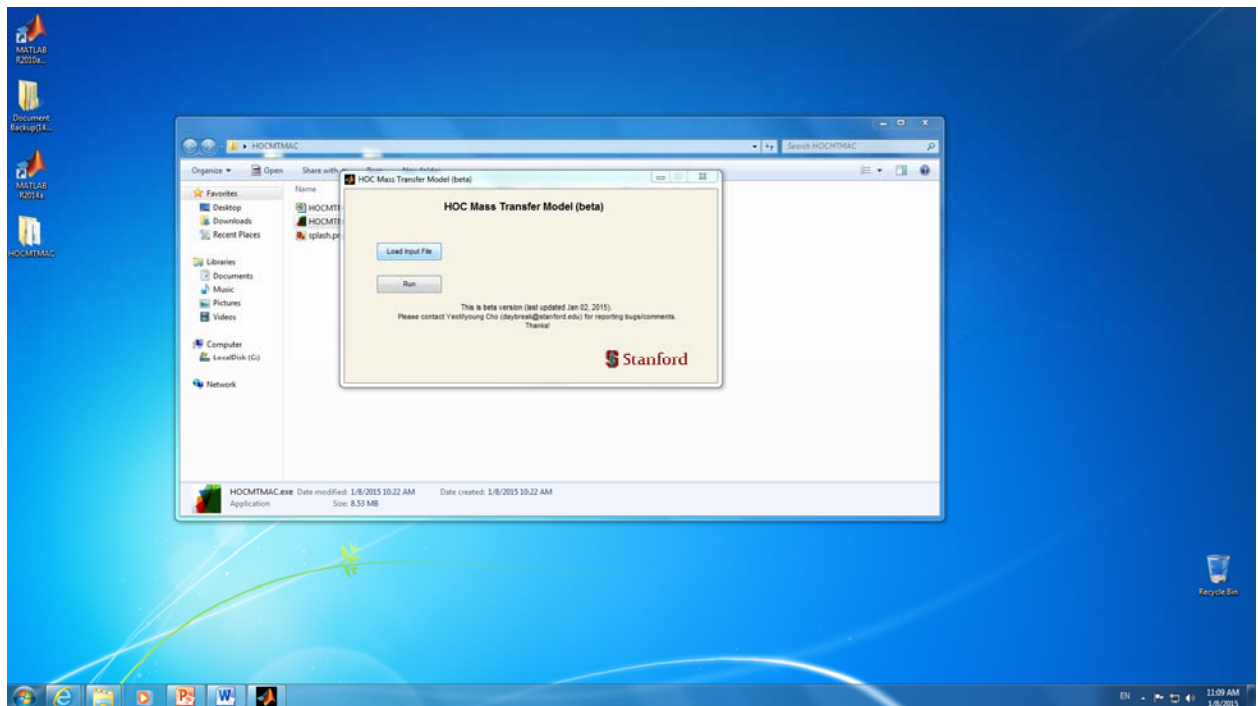 MATLAB
R2010a...
Document
Backup(14...
MATLAB
R2014a
HOCMTMAC
HOCMTMAC
Search HOCMTMAC
Organize
Open
Share with
New folder
Favorites
Desktop
Downloads
Recent Places
Libraries
Documents
Music
Pictures
Videos
Computer
LocalDisk (C:)
Network
Name
HOCMT
HOCMT
splash.p
HOC Mass Transfer Model (beta)
HOC Mass Transfer Model (beta)
Load Input File
Run
This is beta version (last updated Jan 02, 2015).
Please contact YeoMyoung Cho (daybreak@stanford.edu) for reporting bugs/comments.
Thanks!
Stanford
HOCMTMAC.exe Date modified: 1/8/2015 10:22 AM Date created: 1/8/2015 10:22 AM
Application Size: 8.53 MB
Recycle Bin
EN
11:09 AM
1/8/2015